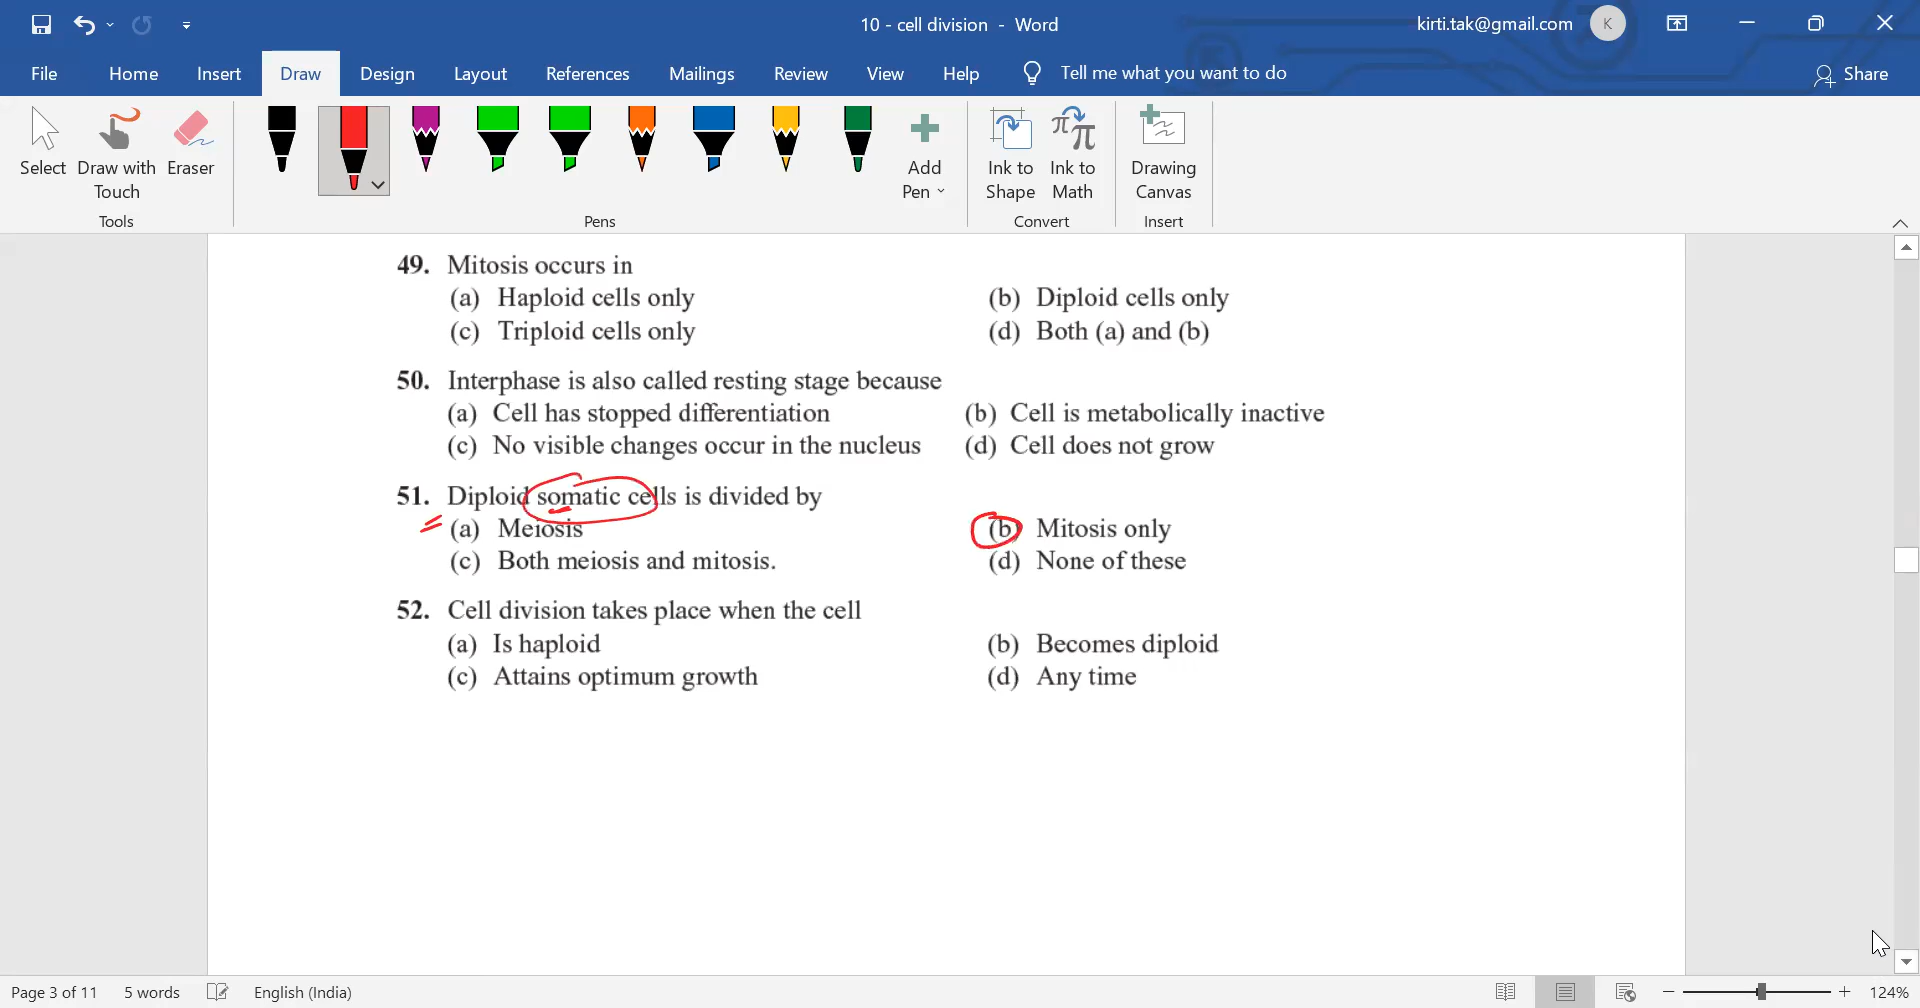 10 - cell division - Word
kirti.tak@gmail.com K
File Home Insert Draw Design Layout References Mailings Review View Help Tell me what you want to do Share
Select Draw with Touch Eraser
Add Pen
Ink to Shape Ink to Math
Drawing Canvas
Tools Pens Convert Insert
49. Mitosis occurs in
(a) Haploid cells only (b) Diploid cells only
(c) Triploid cells only (d) Both (a) and (b)
50. Interphase is also called resting stage because
(a) Cell has stopped differentiation (b) Cell is metabolically inactive
(c) No visible changes occur in the nucleus (d) Cell does not grow
51. Diploid somatic cells is divided by
(a) Meiosis (b) Mitosis only
(c) Both meiosis and mitosis. (d) None of these
52. Cell division takes place when the cell
(a) Is haploid (b) Becomes diploid
(c) Attains optimum growth (d) Any time
Page 3 of 11 5 words English (India) 124%